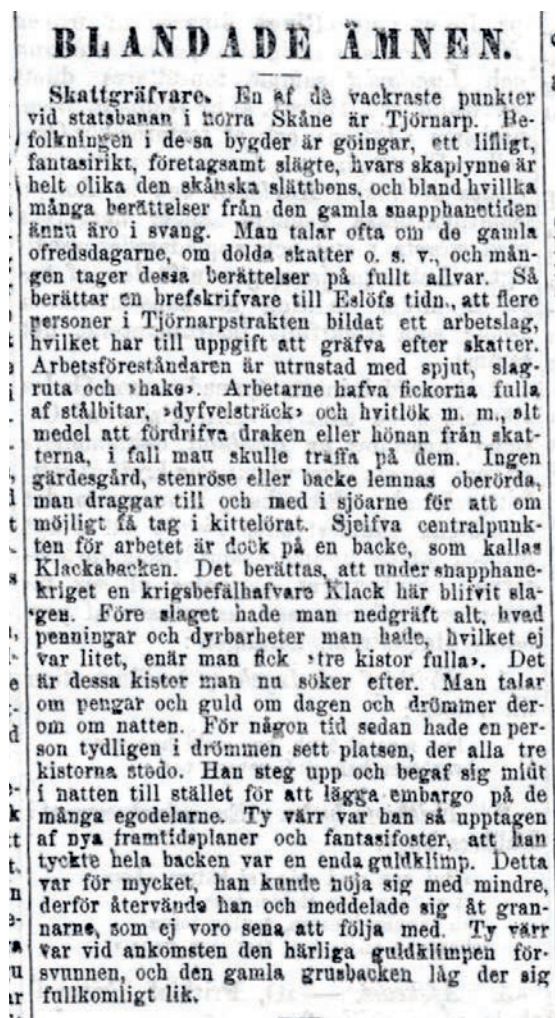 BLANDADE ÄMNEN.
Skattgräfvare. En af de vackraste punkter
vid statsbanan i norra Skåne är Tjörnarp. Be-
folkningen i de-sa bygder är göingar, ett lifligt,
fantasirikt, företagsamt slägte, hvars skaplynne är
helt olika den skånska slättbons, och bland hvillka
många berättelser från den gamla snapphanetiden
ännu äro i svang. Man talar ofta om de gamla
ofredsdagarne, om dolda skatter o. s. v., och mån-
gen tager dessa berättelser på fullt allvar. Så
berättar en brefskrifvare till Eslöfs tidn., att flere
personer i Tjörnarpstrakten bildat ett arbetslag,
hvilket har till uppgift att gräfva efter skatter.
Arbetsföreståndaren är utrustad med spjut, slag-
ruta och ›hake›. Arbetarne hafva fickorna fulla
af stålbitar, ›dyfvelsträck› och hvitlök m. m., alt
medel att fördrifva draken eller hönan från skat-
terna, i fall man skulle träffa på dem. Ingen
gärdesgård, stenröse eller backe lemnas oberörda,
man draggar till och med i sjöarne för att om
möjligt få tag i kittelörat. Sjelfva centralpunk-
ten för arbetet är dock på en backe, som kallas
Klackabacken. Det berättas, att under snapphane-
kriget en krigsbefälhafvare Klack här blifvit sla-
gen. Före slaget hade man nedgräft alt, hvad
penningar och dyrbarheter man hade, hvilket ej
var litet, enär man fick ›tre kistor fulla›. Det
är dessa kistor man nu söker efter. Man talar
om pengar och guld om dagen och drömmer der-
om om natten. För någon tid sedan hade en per-
son tydligen i drömmen sett platsen, der alla tre
kistorna stodo. Han steg upp och begaf sig midt
i natten till stället för att lägga embargo på de
många egodelarne. Ty värr var han så upptagen
af nya framtidsplaner och fantasifoster, att han
tyckte hela backen var en enda guldklimp. Detta
var för mycket, han kunde nöja sig med mindre,
derför återvände han och meddelade sig åt gran-
narne, som ej voro sena att följa med. Ty värr
var vid ankomsten den härliga guldklimpen för-
svunnen, och den gamla grusbacken låg der sig
fullkomligt lik.